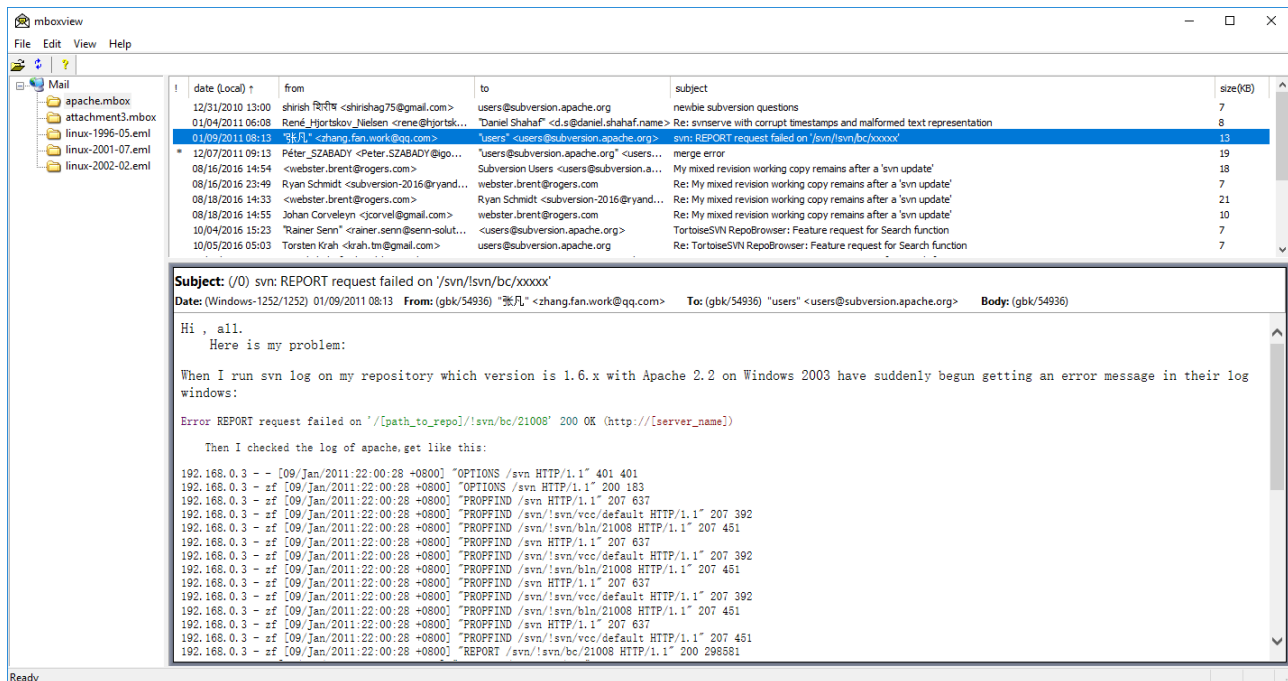 mboxview
File Edit View Help
Mail
apache.mbox
attachment3.mbox
linux-1996-05.eml
linux-2001-07.eml
linux-2002-02.eml
! date (Local) ↑ from to subject size(KB)
12/31/2010 13:00 shirish शिरीष <shirishag75@gmail.com> users@subversion.apache.org newbie subversion questions 7
01/04/2011 06:08 René_Hjortskov_Nielsen <rene@hjortsk... "Daniel Shahaf" <d.s@daniel.shahaf.name> Re: svnserve with corrupt timestamps and malformed text representation 8
01/09/2011 08:13 "张凡" <zhang.fan.work@qq.com> "users" <users@subversion.apache.org> svn: REPORT request failed on '/svn/!svn/bc/xxxxx' 13
* 12/07/2011 09:13 Péter_SZABADY <Peter.SZABADY@igo... "users@subversion.apache.org" <users... merge error 19
08/16/2016 14:54 <webster.brent@rogers.com> Subversion Users <users@subversion.a... My mixed revision working copy remains after a 'svn update' 18
08/16/2016 23:49 Ryan Schmidt <subversion-2016@ryand... webster.brent@rogers.com Re: My mixed revision working copy remains after a 'svn update' 7
08/18/2016 14:33 <webster.brent@rogers.com> Ryan Schmidt <subversion-2016@ryand... Re: My mixed revision working copy remains after a 'svn update' 21
08/18/2016 14:55 Johan Corveleyn <jcorvel@gmail.com> webster.brent@rogers.com Re: My mixed revision working copy remains after a 'svn update' 10
10/04/2016 15:23 "Rainer Senn" <rainer.senn@senn-solut... <users@subversion.apache.org> TortoiseSVN RepoBrowser: Feature request for Search function 7
10/05/2016 05:03 Torsten Krah <krah.tm@gmail.com> users@subversion.apache.org Re: TortoiseSVN RepoBrowser: Feature request for Search function 7
Subject: (/0) svn: REPORT request failed on '/svn/!svn/bc/xxxxx'
Date: (Windows-1252/1252) 01/09/2011 08:13 From: (gbk/54936) "张凡" <zhang.fan.work@qq.com> To: (gbk/54936) "users" <users@subversion.apache.org> Body: (gbk/54936)
Hi , all.
Here is my problem:
When I run svn log on my repository which version is 1.6.x with Apache 2.2 on Windows 2003 have suddenly begun getting an error message in their log
windows:
Error REPORT request failed on '/[path_to_repo]/!svn/bc/21008' 200 OK (http://[server_name])
Then I checked the log of apache,get like this:
192.168.0.3 - - [09/Jan/2011:22:00:28 +0800] "OPTIONS /svn HTTP/1.1" 401 401
192.168.0.3 - zf [09/Jan/2011:22:00:28 +0800] "OPTIONS /svn HTTP/1.1" 200 183
192.168.0.3 - zf [09/Jan/2011:22:00:28 +0800] "PROPFIND /svn HTTP/1.1" 207 637
192.168.0.3 - zf [09/Jan/2011:22:00:28 +0800] "PROPFIND /svn/!svn/vcc/default HTTP/1.1" 207 392
192.168.0.3 - zf [09/Jan/2011:22:00:28 +0800] "PROPFIND /svn/!svn/bln/21008 HTTP/1.1" 207 451
192.168.0.3 - zf [09/Jan/2011:22:00:28 +0800] "PROPFIND /svn HTTP/1.1" 207 637
192.168.0.3 - zf [09/Jan/2011:22:00:28 +0800] "PROPFIND /svn/!svn/vcc/default HTTP/1.1" 207 392
192.168.0.3 - zf [09/Jan/2011:22:00:28 +0800] "PROPFIND /svn/!svn/bln/21008 HTTP/1.1" 207 451
192.168.0.3 - zf [09/Jan/2011:22:00:28 +0800] "PROPFIND /svn HTTP/1.1" 207 637
192.168.0.3 - zf [09/Jan/2011:22:00:28 +0800] "PROPFIND /svn/!svn/vcc/default HTTP/1.1" 207 392
192.168.0.3 - zf [09/Jan/2011:22:00:28 +0800] "PROPFIND /svn/!svn/bln/21008 HTTP/1.1" 207 451
192.168.0.3 - zf [09/Jan/2011:22:00:28 +0800] "PROPFIND /svn HTTP/1.1" 207 637
192.168.0.3 - zf [09/Jan/2011:22:00:28 +0800] "PROPFIND /svn/!svn/vcc/default HTTP/1.1" 207 451
192.168.0.3 - zf [09/Jan/2011:22:00:28 +0800] "REPORT /svn/!svn/bc/21008 HTTP/1.1" 200 298581
Ready